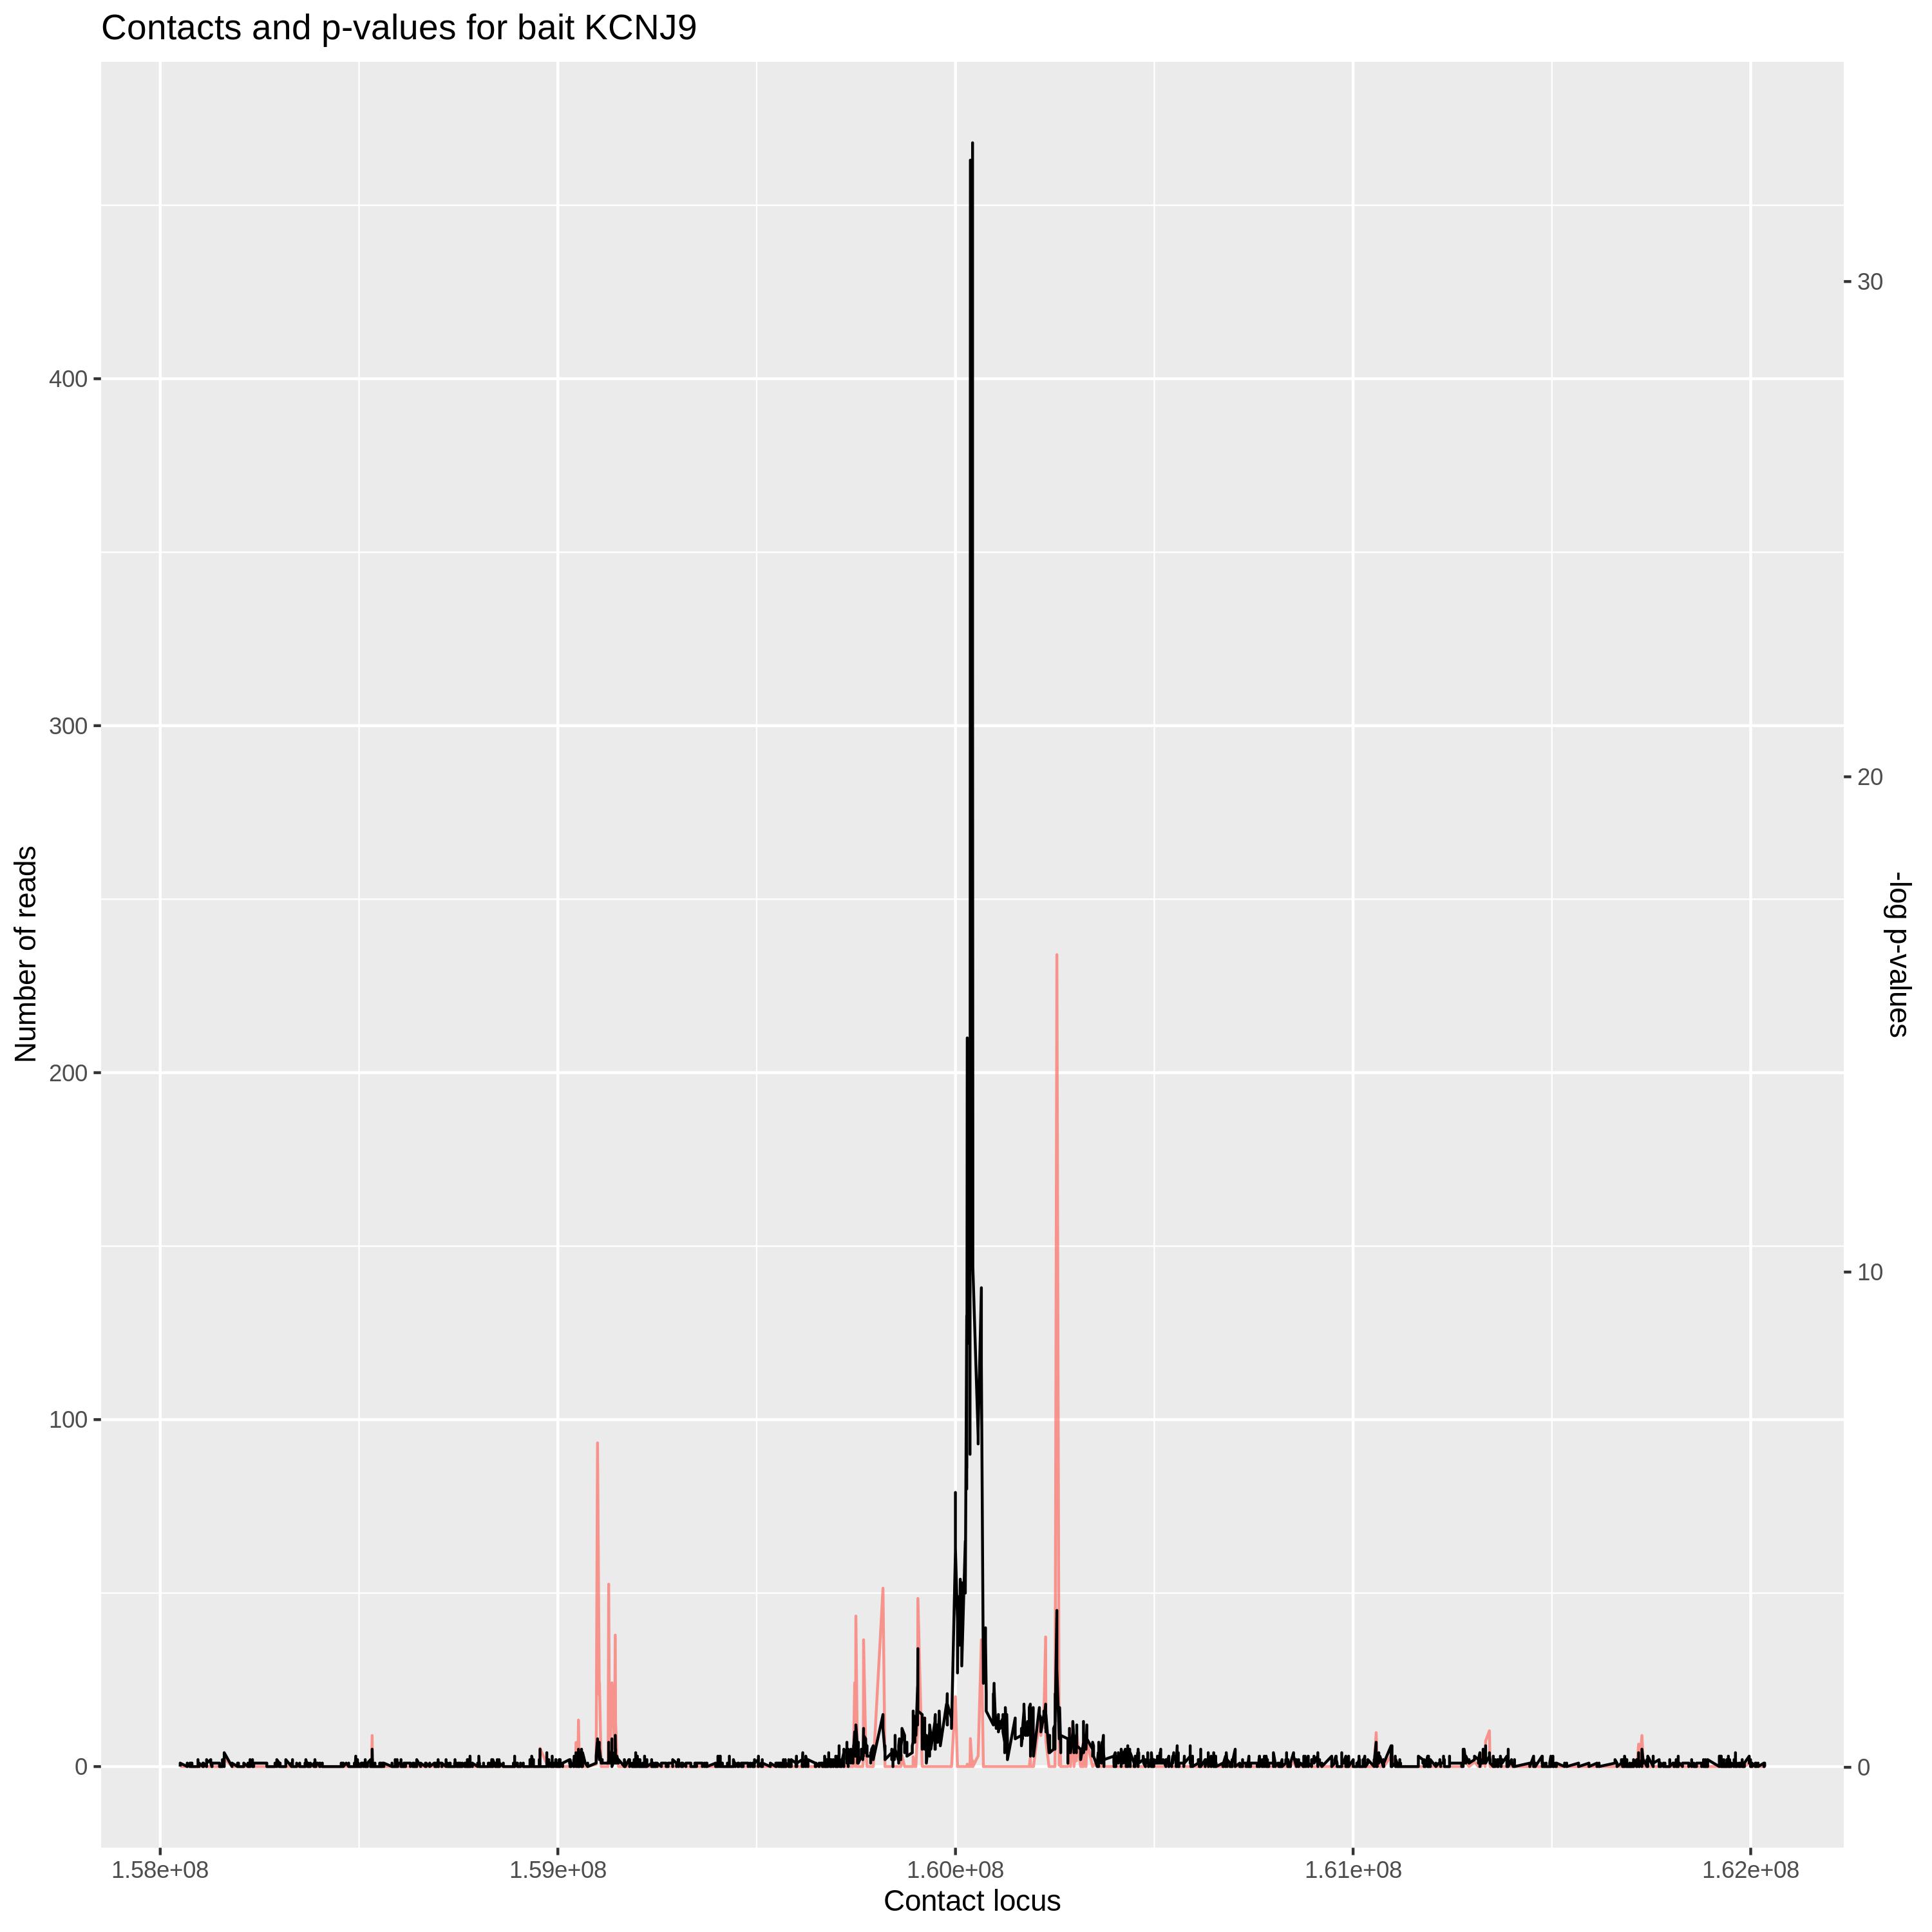 Contacts and p-values for bait KCNJ9
Number of reads
400
300
200
100
0
30
20
10
0
-log p-values
1.58e+08
1.59e+08
1.60e+08
1.61e+08
1.62e+08
Contact locus